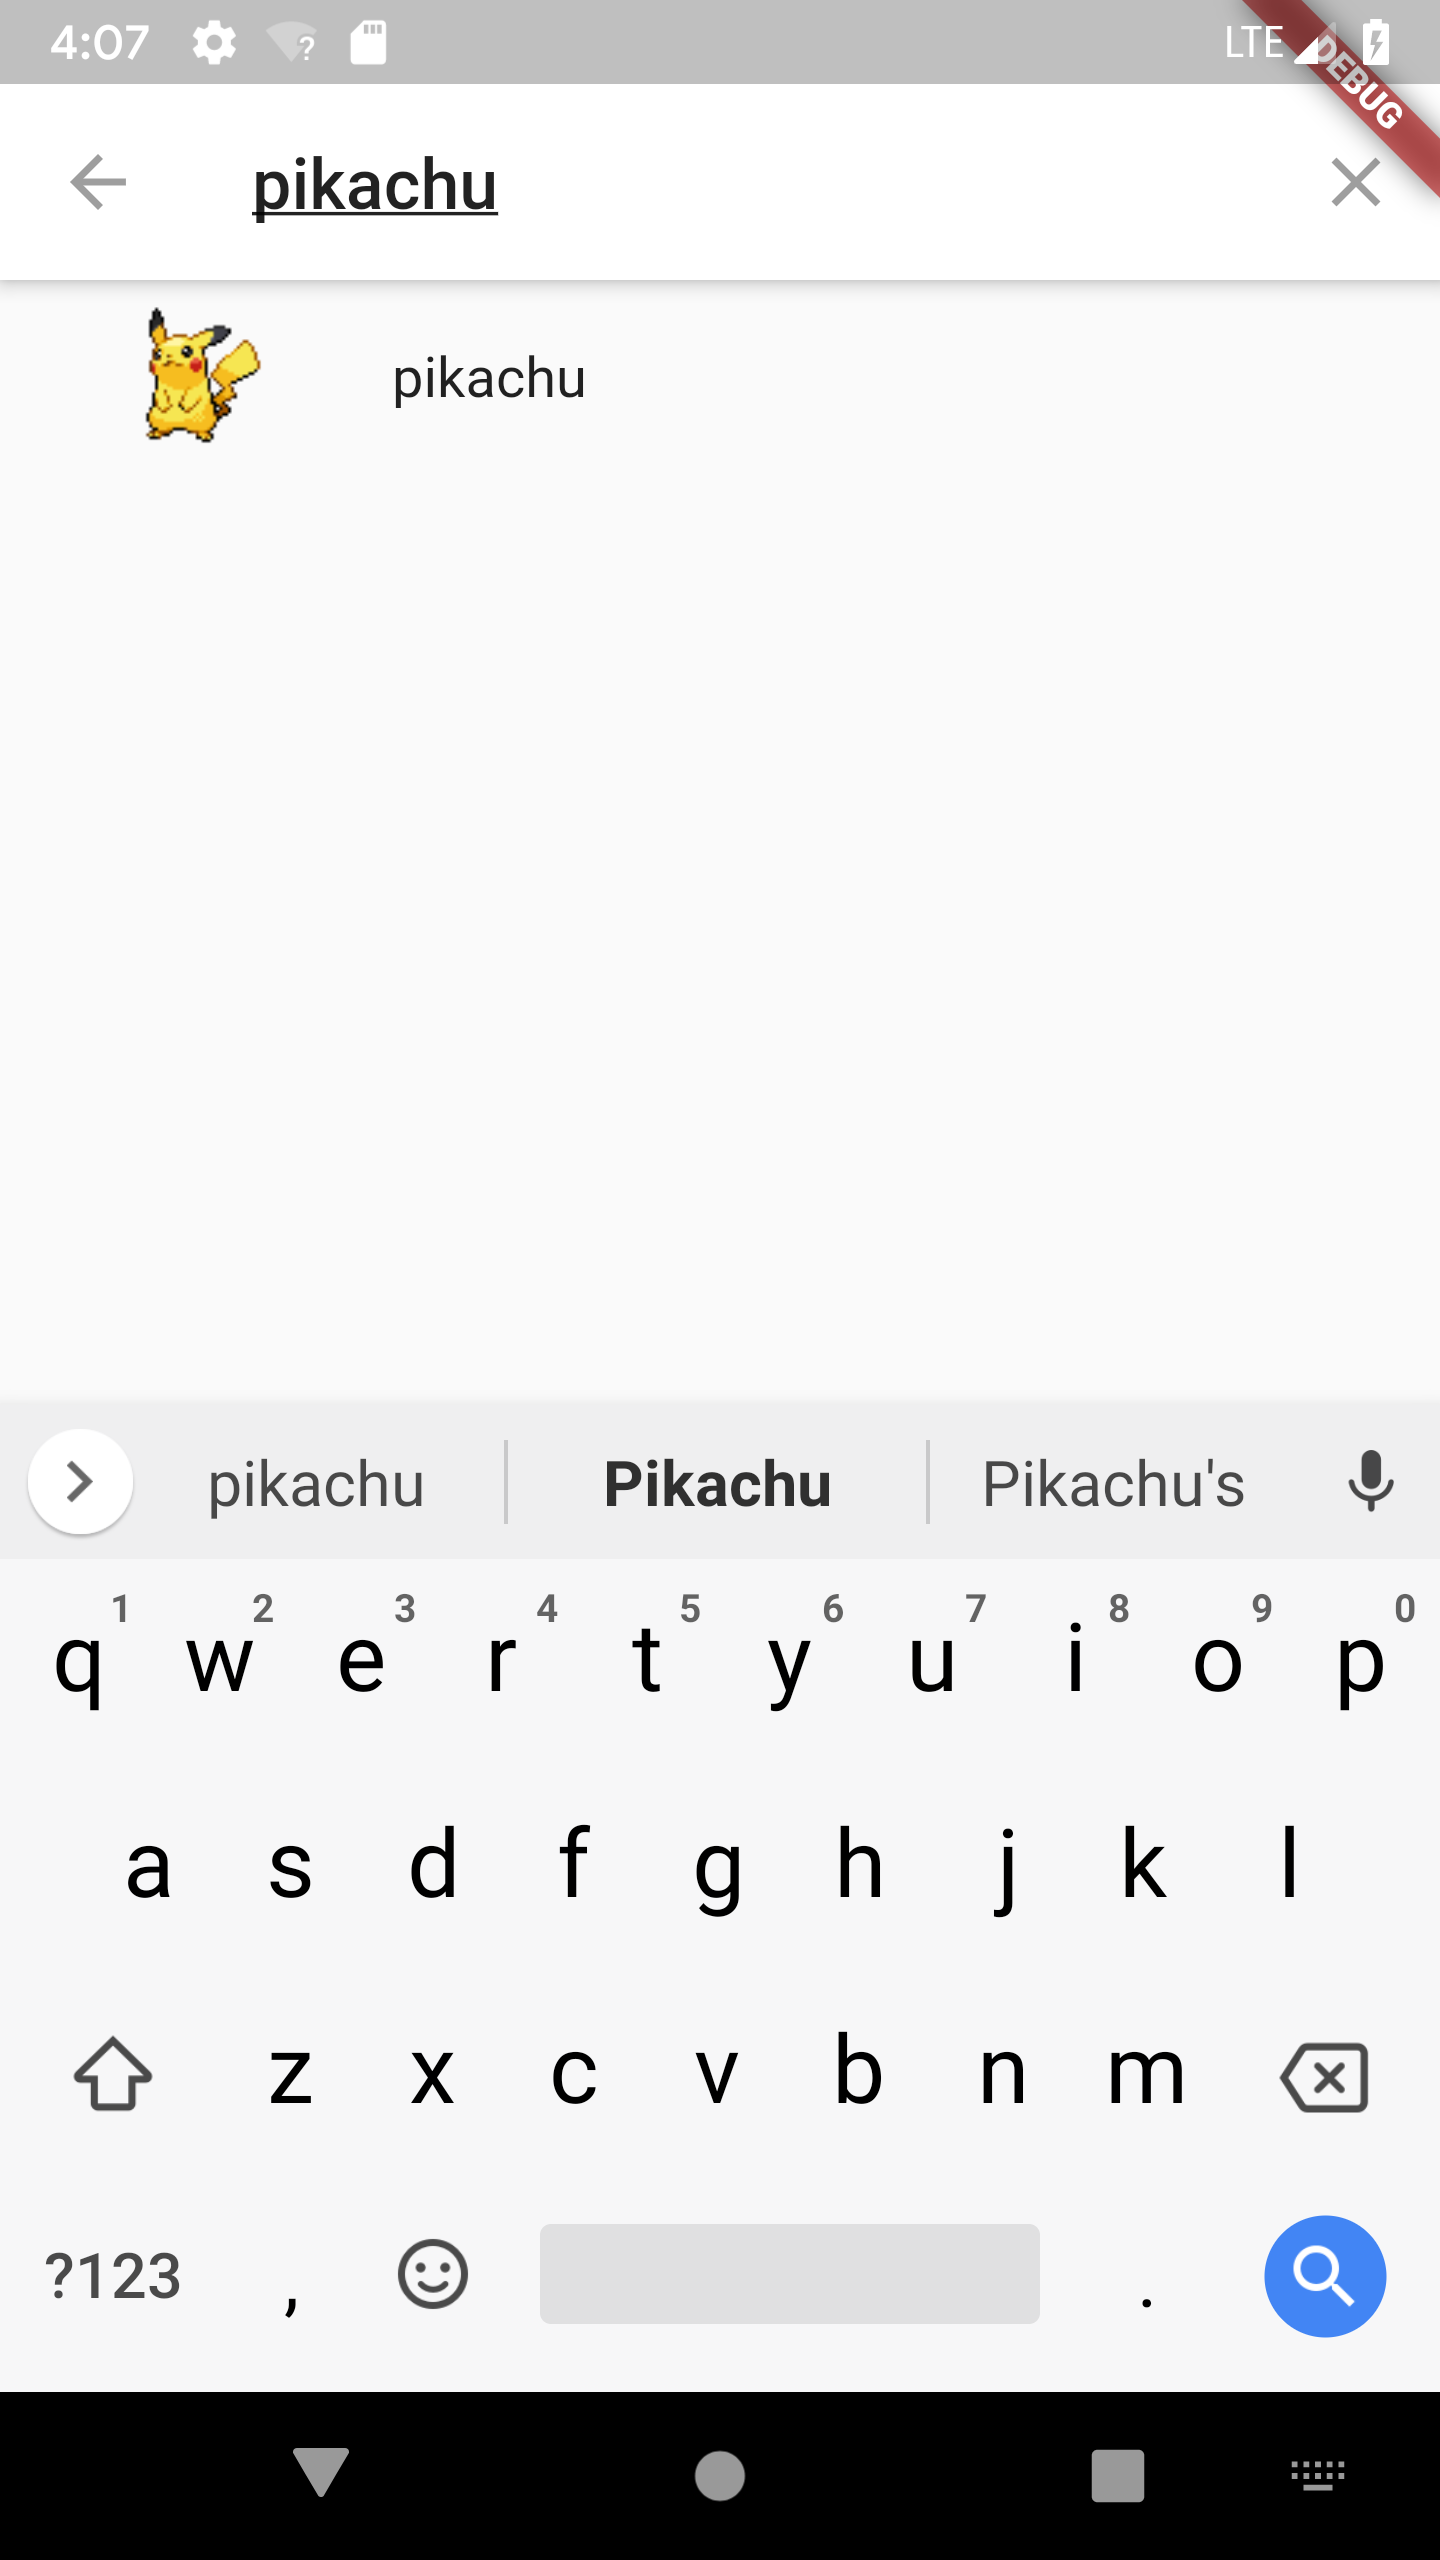 4:07 ? LTE
DEBUG
pikachu
pikachu
pikachu Pikachu Pikachu's
1 2 3 4 5 6 7 8 9 0
q w e r t y u i o p
a s d f g h j k l
z x c v b n m
?123 , .